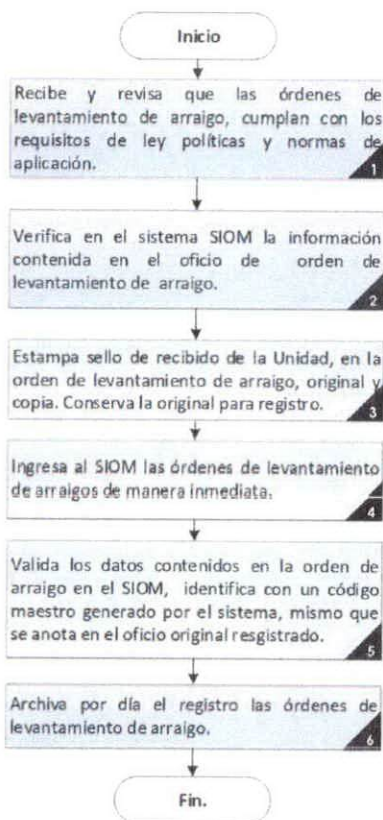 Inicio
Recibe y revisa que las órdenes de
levantamiento de arraigo, cumplan con los
requisitos de ley políticas y normas de
aplicación.
1
Verifica en el sistema SIOM la información
contenida en el oficio de orden de
levantamiento de arraigo.
2
Estampa sello de recibido de la Unidad, en la
orden de levantamiento de arraigo, original y
copia. Conserva la original para registro.
3
Ingresa al SIOM las órdenes de levantamiento
de arraigos de manera inmediata.
4
Valida los datos contenidos en la orden de
arraigo en el SIOM, identifica con un código
maestro generado por el sistema, mismo que
se anota en el oficio original resgistrado.
5
Archiva por día el registro las órdenes de
levantamiento de arraigo.
6
Fin.